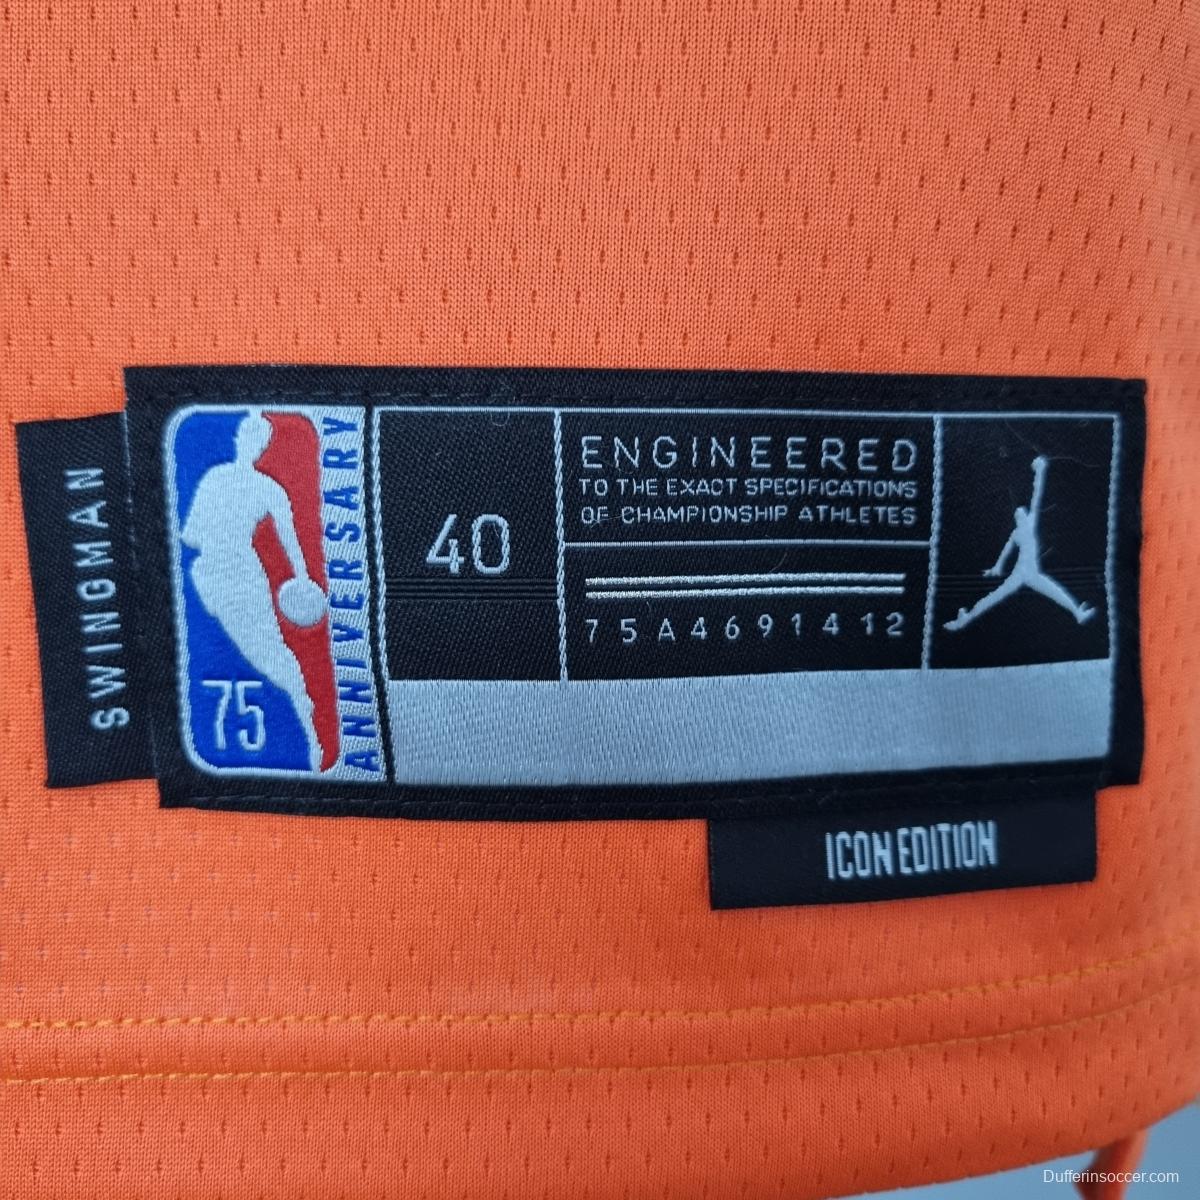 SWINGMAN
75
ANNIVERSARY
40
ENGINEERED
TO THE EXACT SPECIFICATIONS
OF CHAMPIONSHIP ATHLETES
75A4691412
ICON EDITION
Dufferinsoccer.com